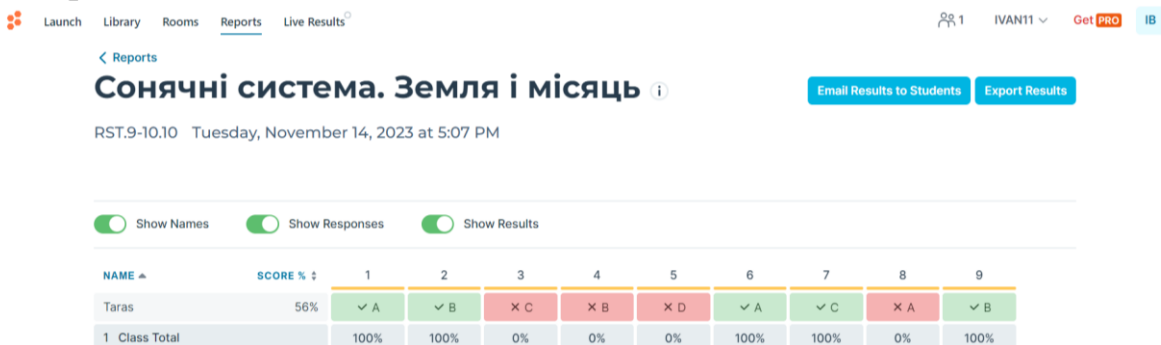 Launch Library Rooms Reports Live Results 1 IVAN11 Get PRO IB
Reports
Сонячні система. Земля і місяць i
Email Results to Students Export Results
RST.9-10.10 Tuesday, November 14, 2023 at 5:07 PM
Show Names Show Responses Show Results
NAME SCORE % 1 2 3 4 5 6 7 8 9
Taras 56% A B C B D A C A B
1 Class Total 100% 100% 0% 0% 0% 100% 100% 0% 100%